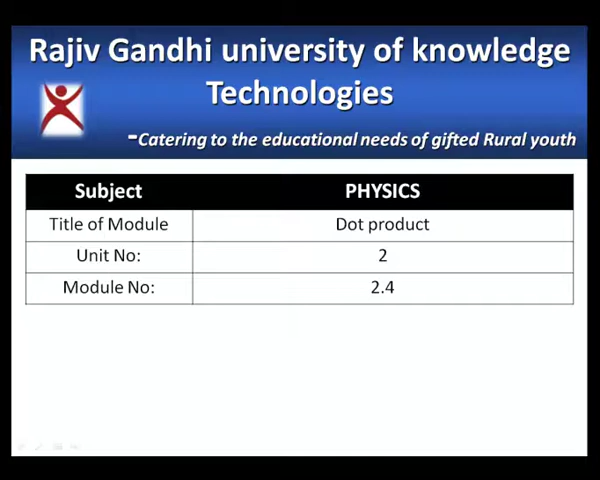 Rajiv Gandhi university of knowledge
Technologies
-Catering to the educational needs of gifted Rural youth
Subject PHYSICS
Title of Module Dot product
Unit No: 2
Module No: 2.4